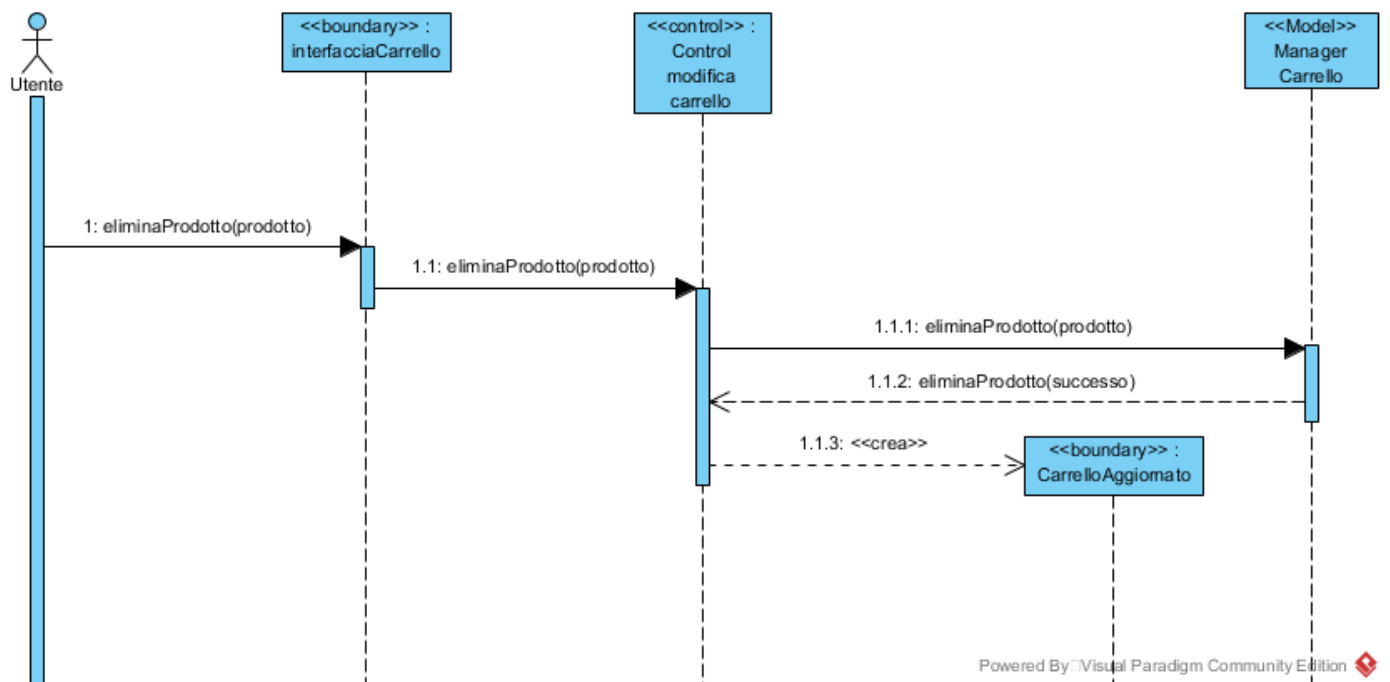 Utente
<<boundary>> :
interfacciaCarrello
<<control>> :
Control
modifica
carrello
<<Model>>
Manager
Carrello
1: eliminaProdotto(prodotto)
1.1: eliminaProdotto(prodotto)
1.1.1: eliminaProdotto(prodotto)
1.1.2: eliminaProdotto(successo)
1.1.3: <<crea>>
<<boundary>> :
CarrelloAggiornato
Powered By Visual Paradigm Community Edition